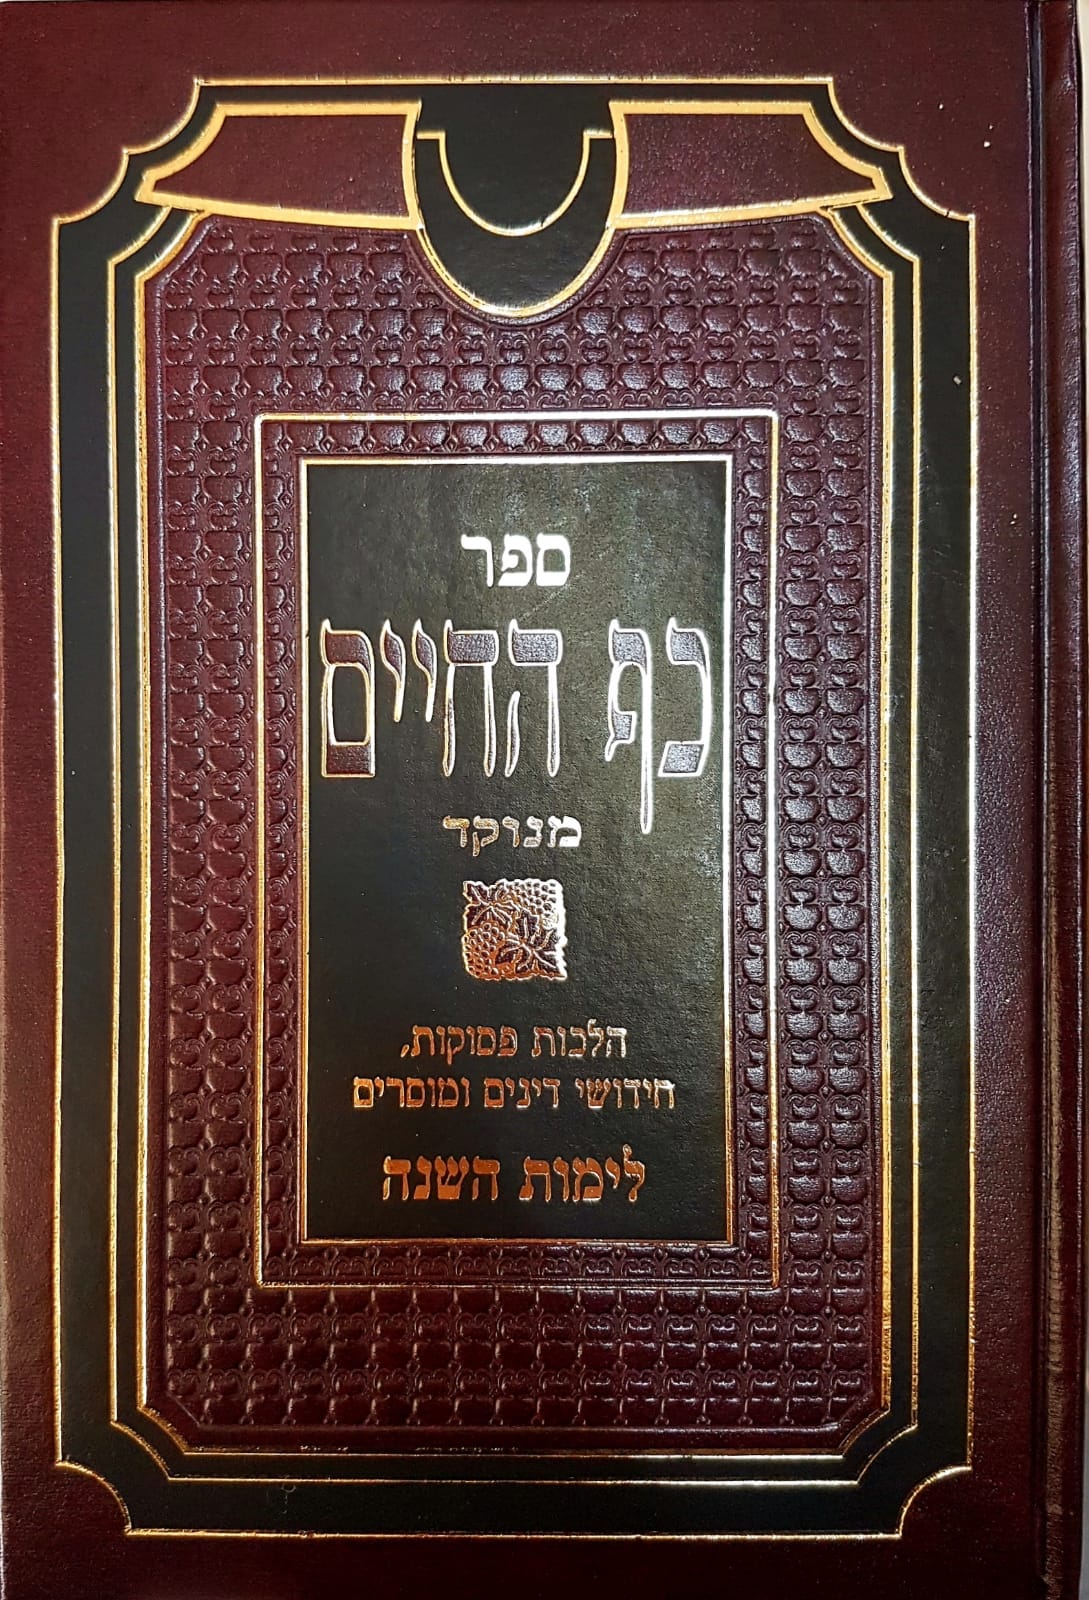 ספר
כף החיים
מנוקד
הלכות פסוקות,
חידושי דינים ומוסרים
לימות השנה